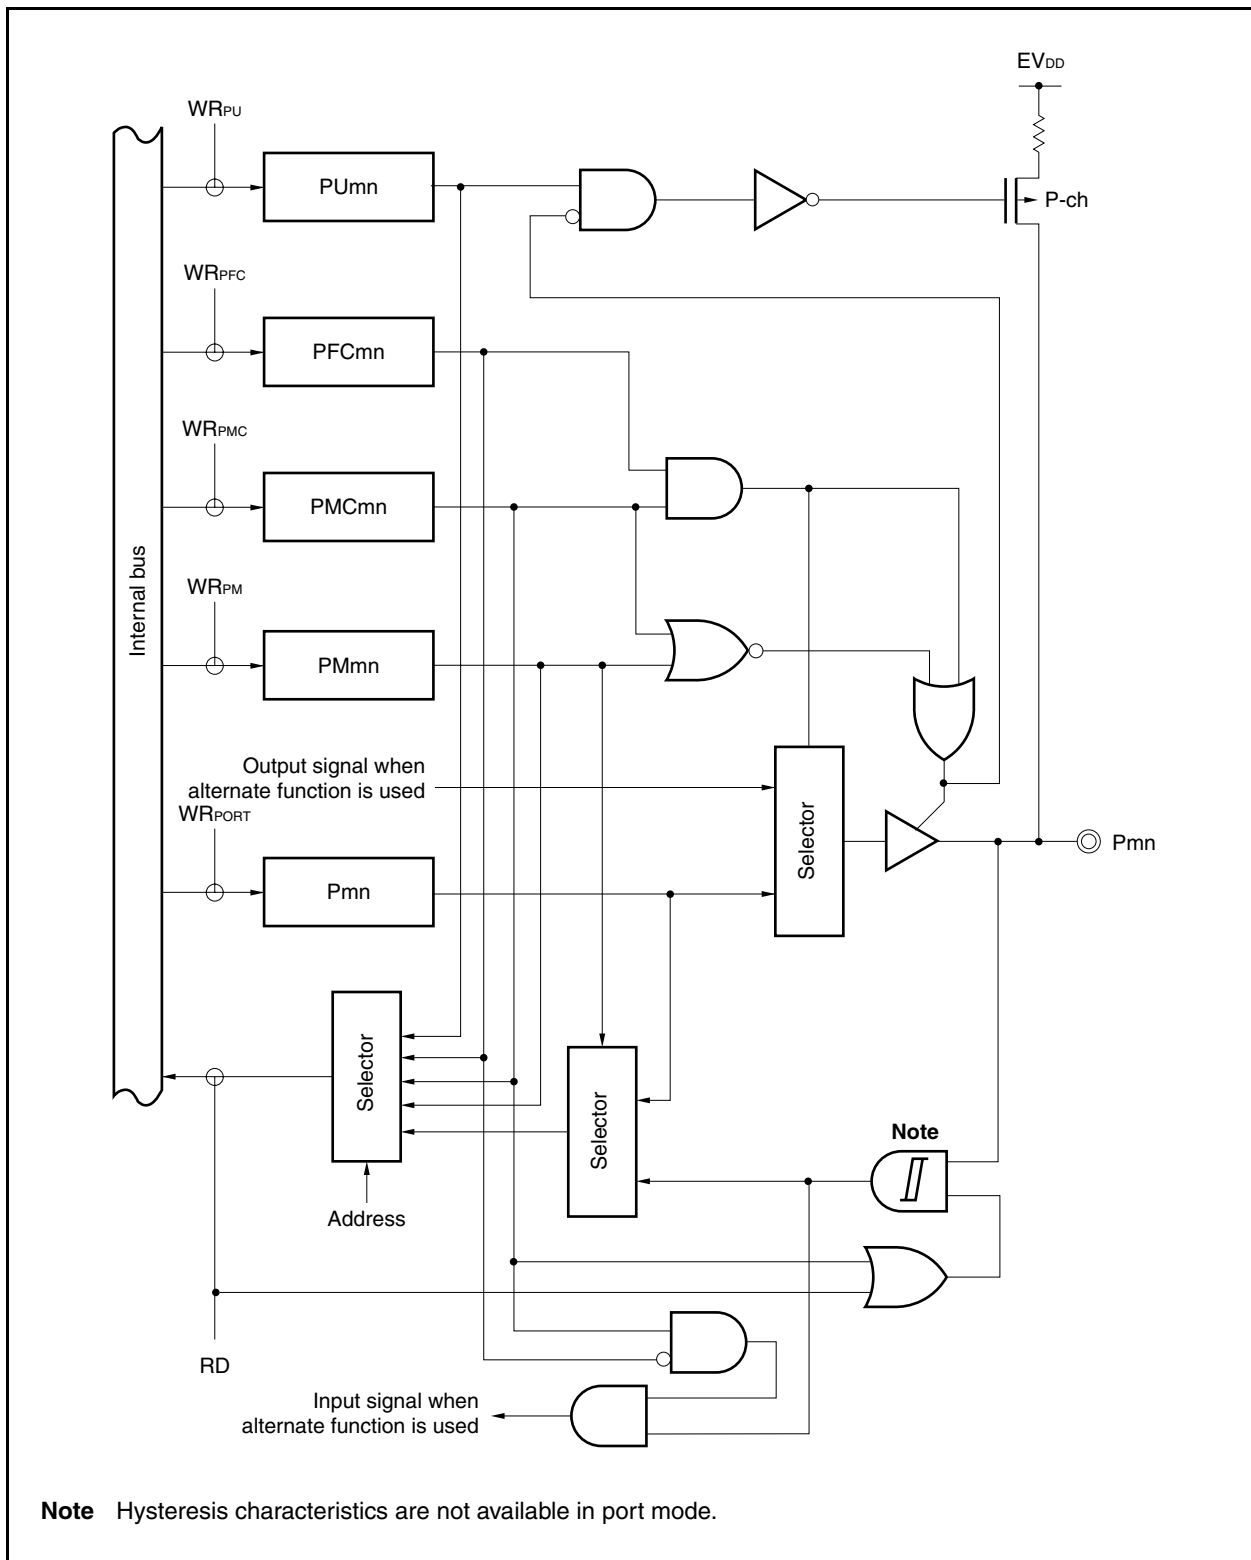 EVDD
WRPU
PUmn
P-ch
WRPFC
PFCmn
WRPMC
PMCmn
Internal bus
WRPM
PMmn
Output signal when
alternate function is used
WRPORT
Selector
Pmn
Pmn
Selector
Selector
Note
Address
RD
Input signal when
alternate function is used
Note Hysteresis characteristics are not available in port mode.